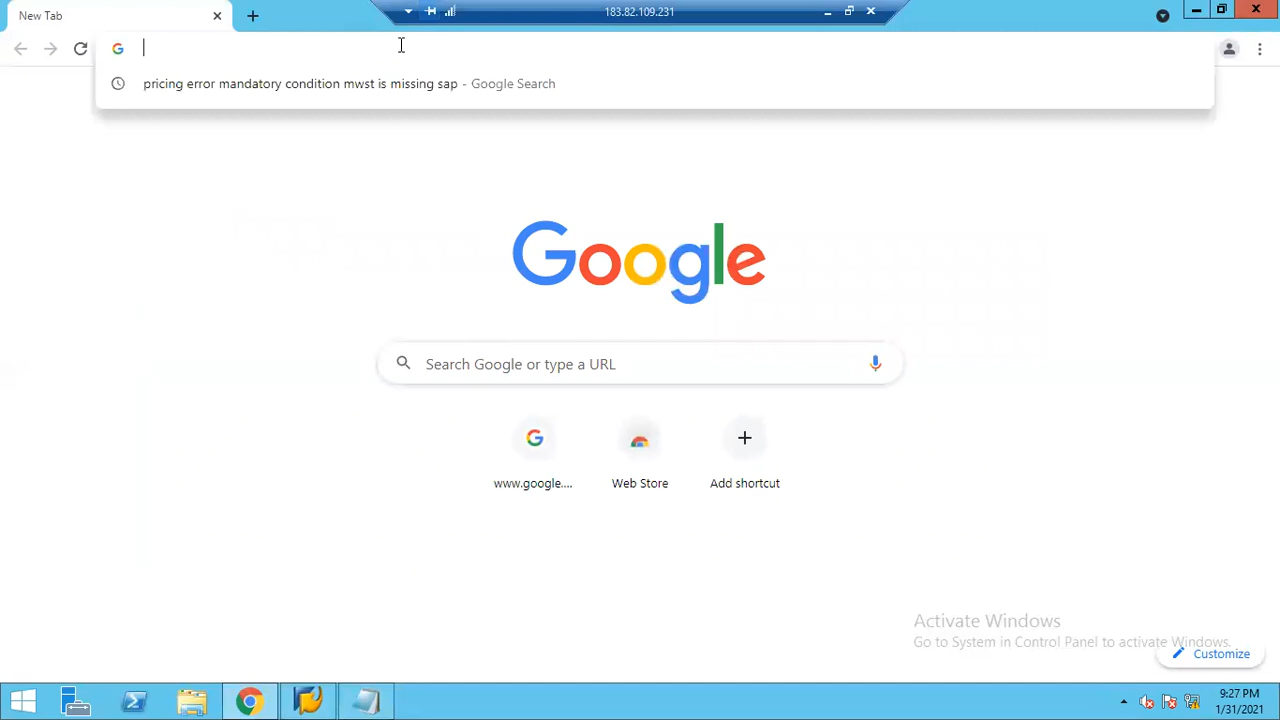 New Tab
183.82.109.231
pricing error mandatory condition mwst is missing sap - Google Search
Google
Search Google or type a URL
www.google.... Web Store Add shortcut
Activate Windows
Go to System in Control Panel to activate Windows.
Customize
9:27 PM
1/31/2021